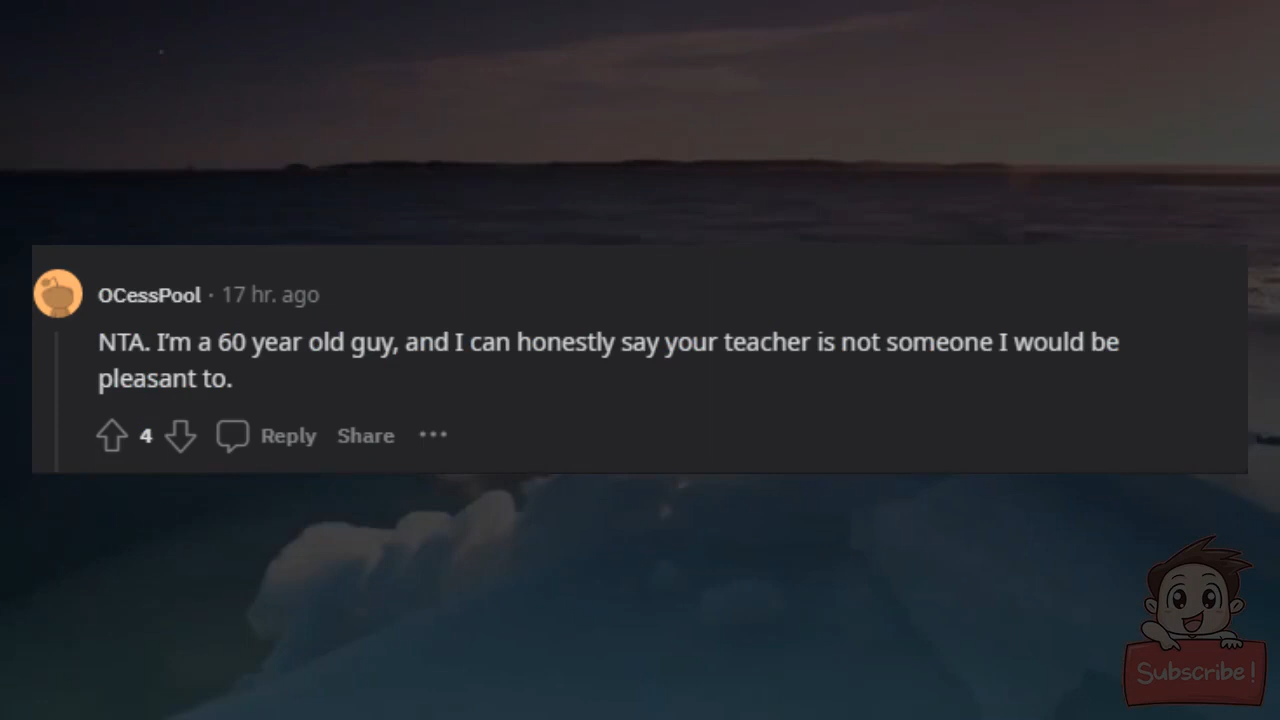 OCessPool · 17 hr. ago
NTA. I'm a 60 year old guy, and I can honestly say your teacher is not someone I would be
pleasant to.
4 Reply Share ···
Subscribe!